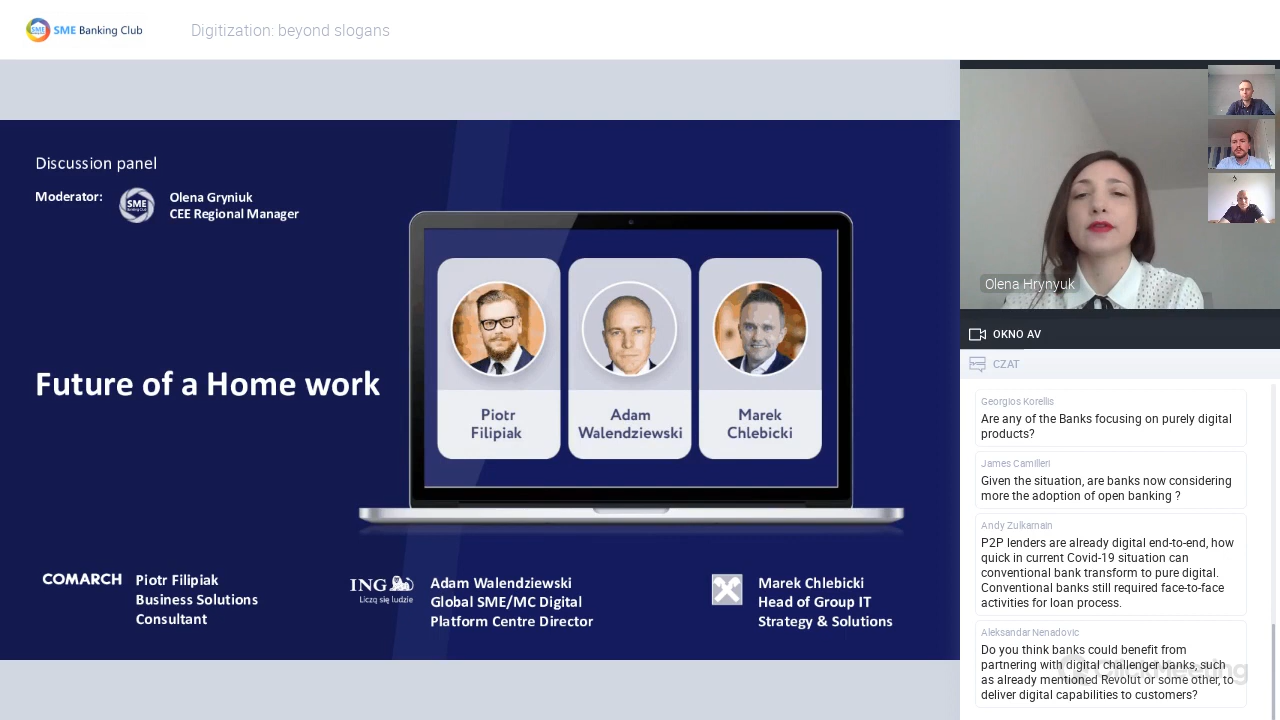 SME
SME Banking Club
Digitization: beyond slogans
Discussion panel
Moderator:
SME
Banking Club
Olena Gryniuk
CEE Regional Manager
Future of a Home work
Piotr
Filipiak
Adam
Walendziewski
Marek
Chlebicki
COMARCH
Piotr Filipiak
Business Solutions
Consultant
ING
Liczą się ludzie
Adam Walendziewski
Global SME/MC Digital
Platform Centre Director
Marek Chlebicki
Head of Group IT
Strategy & Solutions
Olena Hrynyuk
OKNO AV
CZAT
Georgios Korellis
Are any of the Banks focusing on purely digital
products?
James Camilleri
Given the situation, are banks now considering
more the adoption of open banking ?
Andy Zulkarnain
P2P lenders are already digital end-to-end, how
quick in current Covid-19 situation can
conventional bank transform to pure digital.
Conventional banks still required face-to-face
activities for loan process.
Aleksandar Nenadovic
Do you think banks could benefit from
partnering with digital challenger banks, such
as already mentioned Revolut or some other, to
deliver digital capabilities to customers?
ClickMeeting